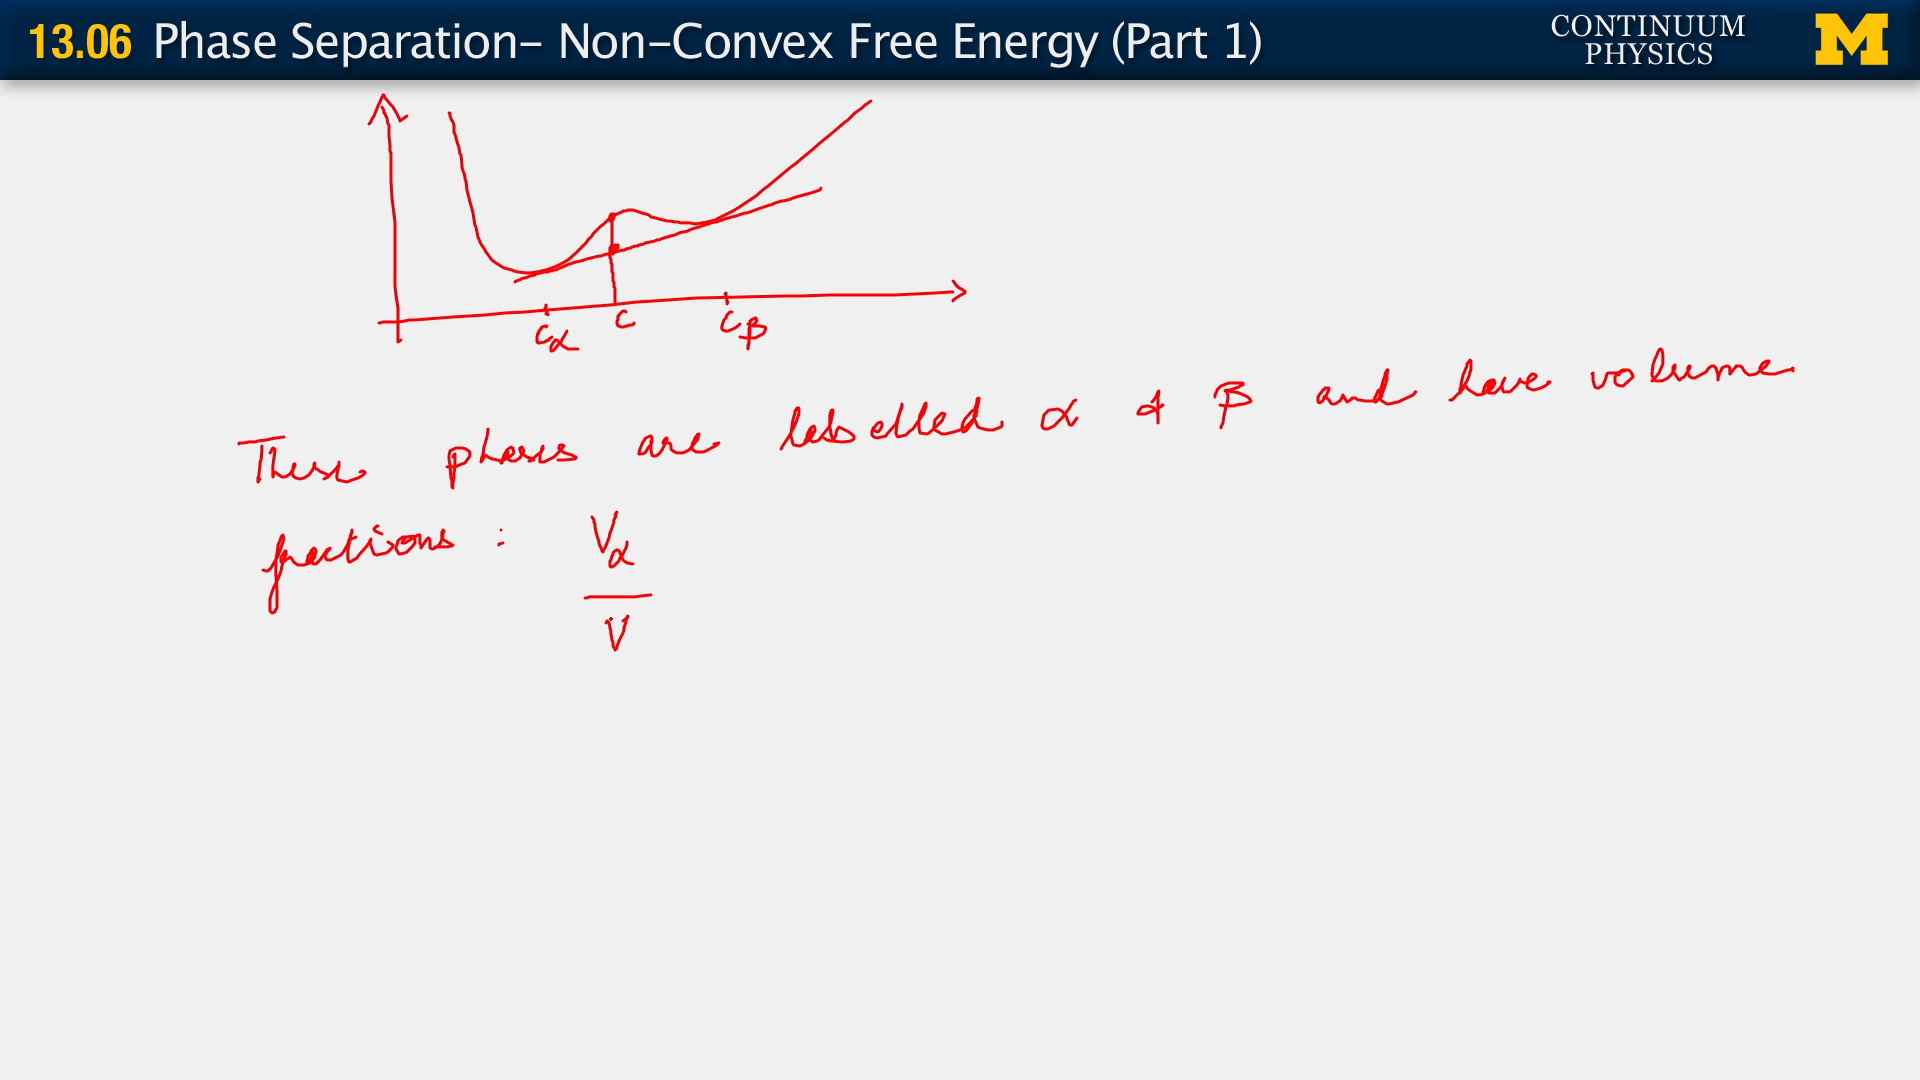 13.06 Phase Separation– Non–Convex Free Energy (Part 1)
CONTINUUM
PHYSICS
M
cα c cβ
These phases are labelled α & β and have volume
fractions : Vα
V